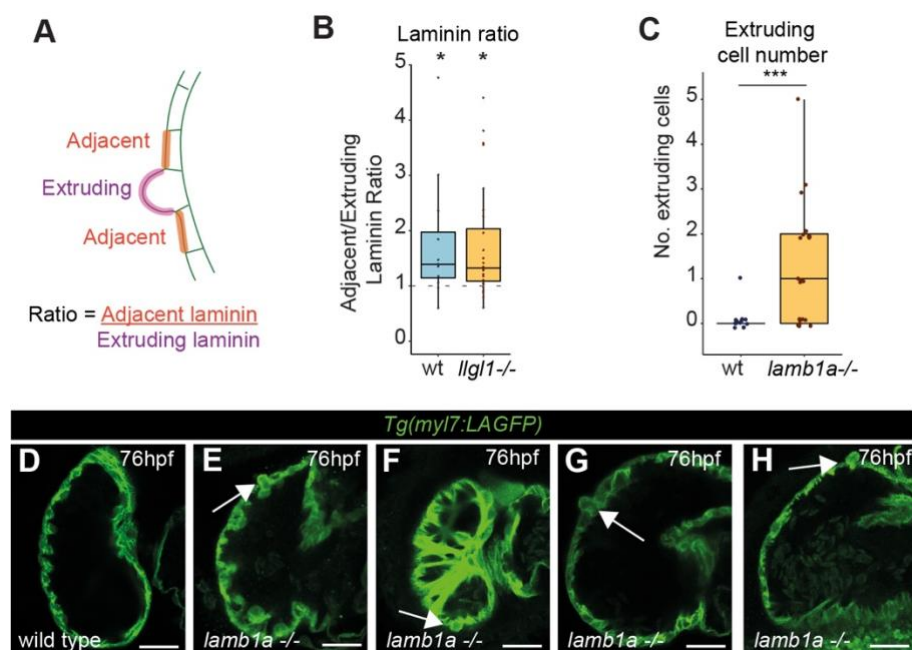 A
Adjacent
Extruding
Adjacent
Ratio = Adjacent laminin
Extruding laminin
B
Laminin ratio
* *
Adjacent/Extruding
Laminin Ratio
5
4
3
2
1
0
wt llgl1-/-
C
Extruding
cell number
***
No. extruding cells
5
4
3
2
1
0
wt lamb1a-/-
Tg(myl7:LAGFP)
D 76hpf
wild type
E 76hpf
lamb1a -/-
F 76hpf
lamb1a -/-
G 76hpf
lamb1a -/-
H 76hpf
lamb1a -/-